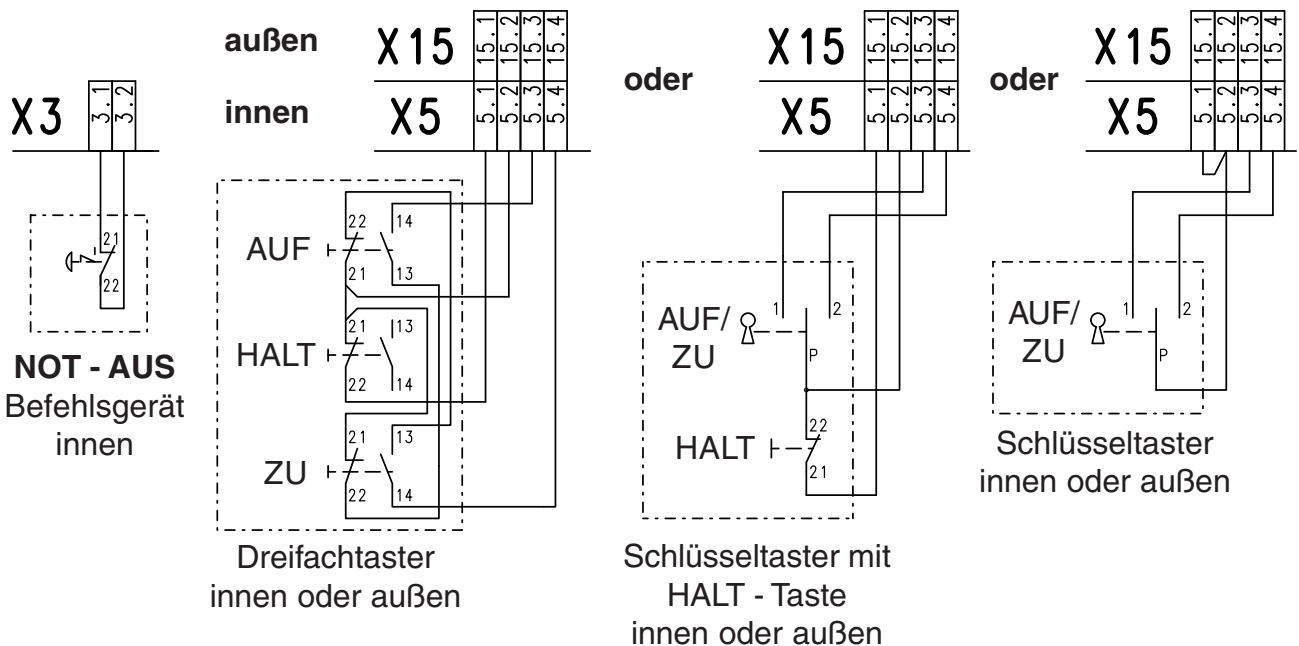 X3
3.1
3.2
21
22
NOT - AUS
Befehlsgerät
innen
außen
X15
15.1
15.2
15.3
15.4
innen
X5
5.1
5.2
5.3
5.4
AUF
22
14
21
13
HALT
21
13
22
14
ZU
21
13
22
14
Dreifachtaster
innen oder außen
oder
X15
15.1
15.2
15.3
15.4
X5
5.1
5.2
5.3
5.4
AUF/
ZU
1
2
P
HALT
22
21
Schlüsseltaster mit
HALT - Taste
innen oder außen
oder
X15
15.1
15.2
15.3
15.4
X5
5.1
5.2
5.3
5.4
AUF/
ZU
1
2
P
Schlüsseltaster
innen oder außen